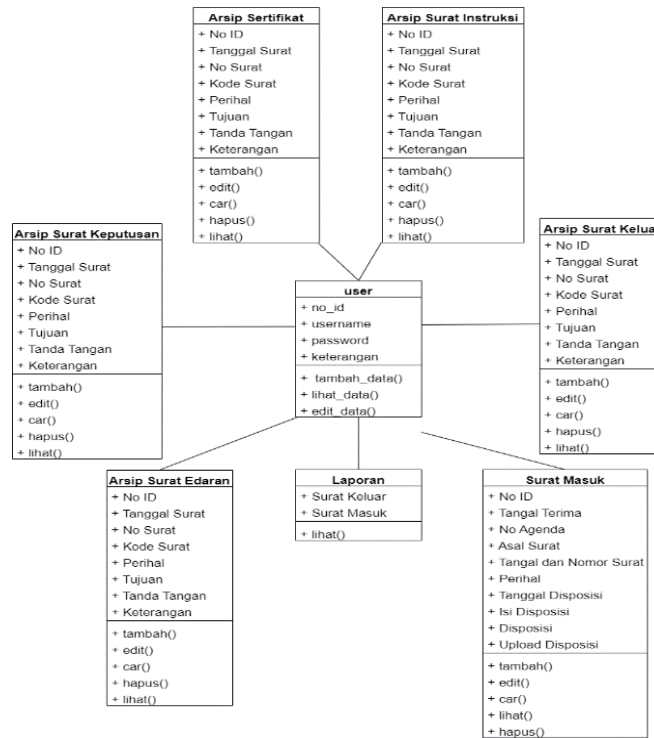 Arsip Sertifikat
+ No ID
+ Tanggal Surat
+ No Surat
+ Kode Surat
+ Perihal
+ Tujuan
+ Tanda Tangan
+ Keterangan
+ tambah()
+ edit()
+ car()
+ hapus()
+ lihat()
Arsip Surat Instruksi
+ No ID
+ Tanggal Surat
+ No Surat
+ Kode Surat
+ Perihal
+ Tujuan
+ Tanda Tangan
+ Keterangan
+ tambah()
+ edit()
+ car()
+ hapus()
+ lihat()
Arsip Surat Keputusan
+ No ID
+ Tanggal Surat
+ No Surat
+ Kode Surat
+ Perihal
+ Tujuan
+ Tanda Tangan
+ Keterangan
+ tambah()
+ edit()
+ car()
+ hapus()
+ lihat()
user
+ no_id
+ username
+ password
+ keterangan
+ tambah_data()
+ lihat_data()
+ edit_data()
Arsip Surat Kelua
+ No ID
+ Tanggal Surat
+ No Surat
+ Kode Surat
+ Perihal
+ Tujuan
+ Tanda Tangan
+ Keterangan
+ tambah()
+ edit()
+ car()
+ hapus()
+ lihat()
Arsip Surat Edaran
+ No ID
+ Tanggal Surat
+ No Surat
+ Kode Surat
+ Perihal
+ Tujuan
+ Tanda Tangan
+ Keterangan
+ tambah()
+ edit()
+ car()
+ hapus()
+ lihat()
Laporan
+ Surat Keluar
+ Surat Masuk
+ lihat()
Surat Masuk
+ No ID
+ Tangal Terima
+ No Agenda
+ Asal Surat
+ Tangal dan Nomor Surat
+ Perihal
+ Tanggal Disposisi
+ Isi Disposisi
+ Disposisi
+ Upload Disposisi
+ tambah()
+ edit()
+ car()
+ lihat()
+ hapus()